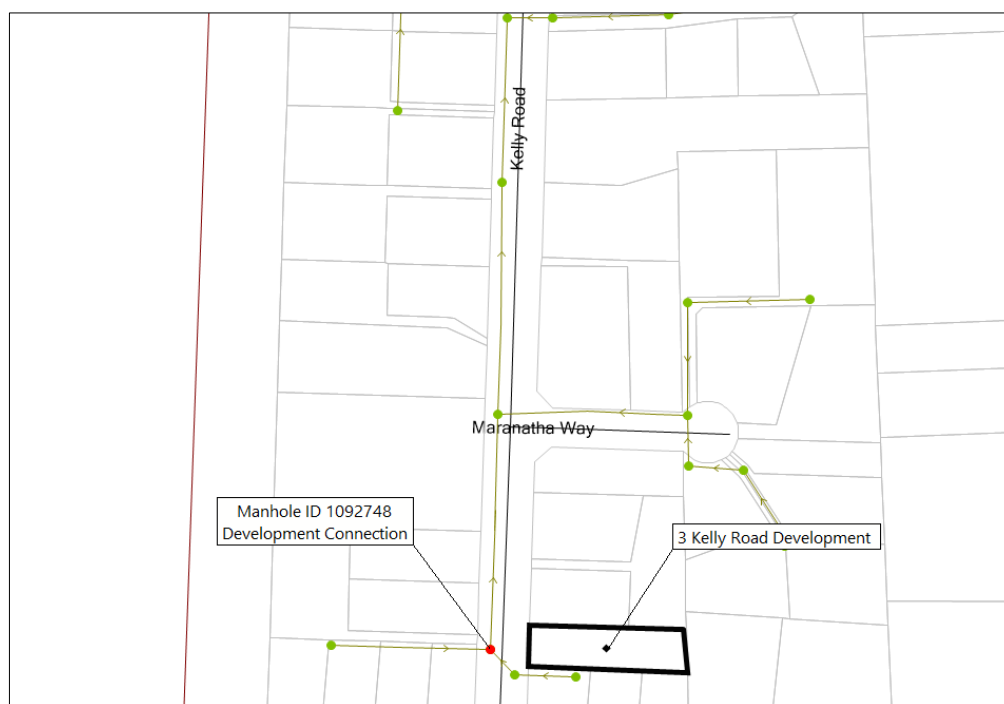 Kelly Road
Maranatha Way
Manhole ID 1092748
Development Connection
3 Kelly Road Development